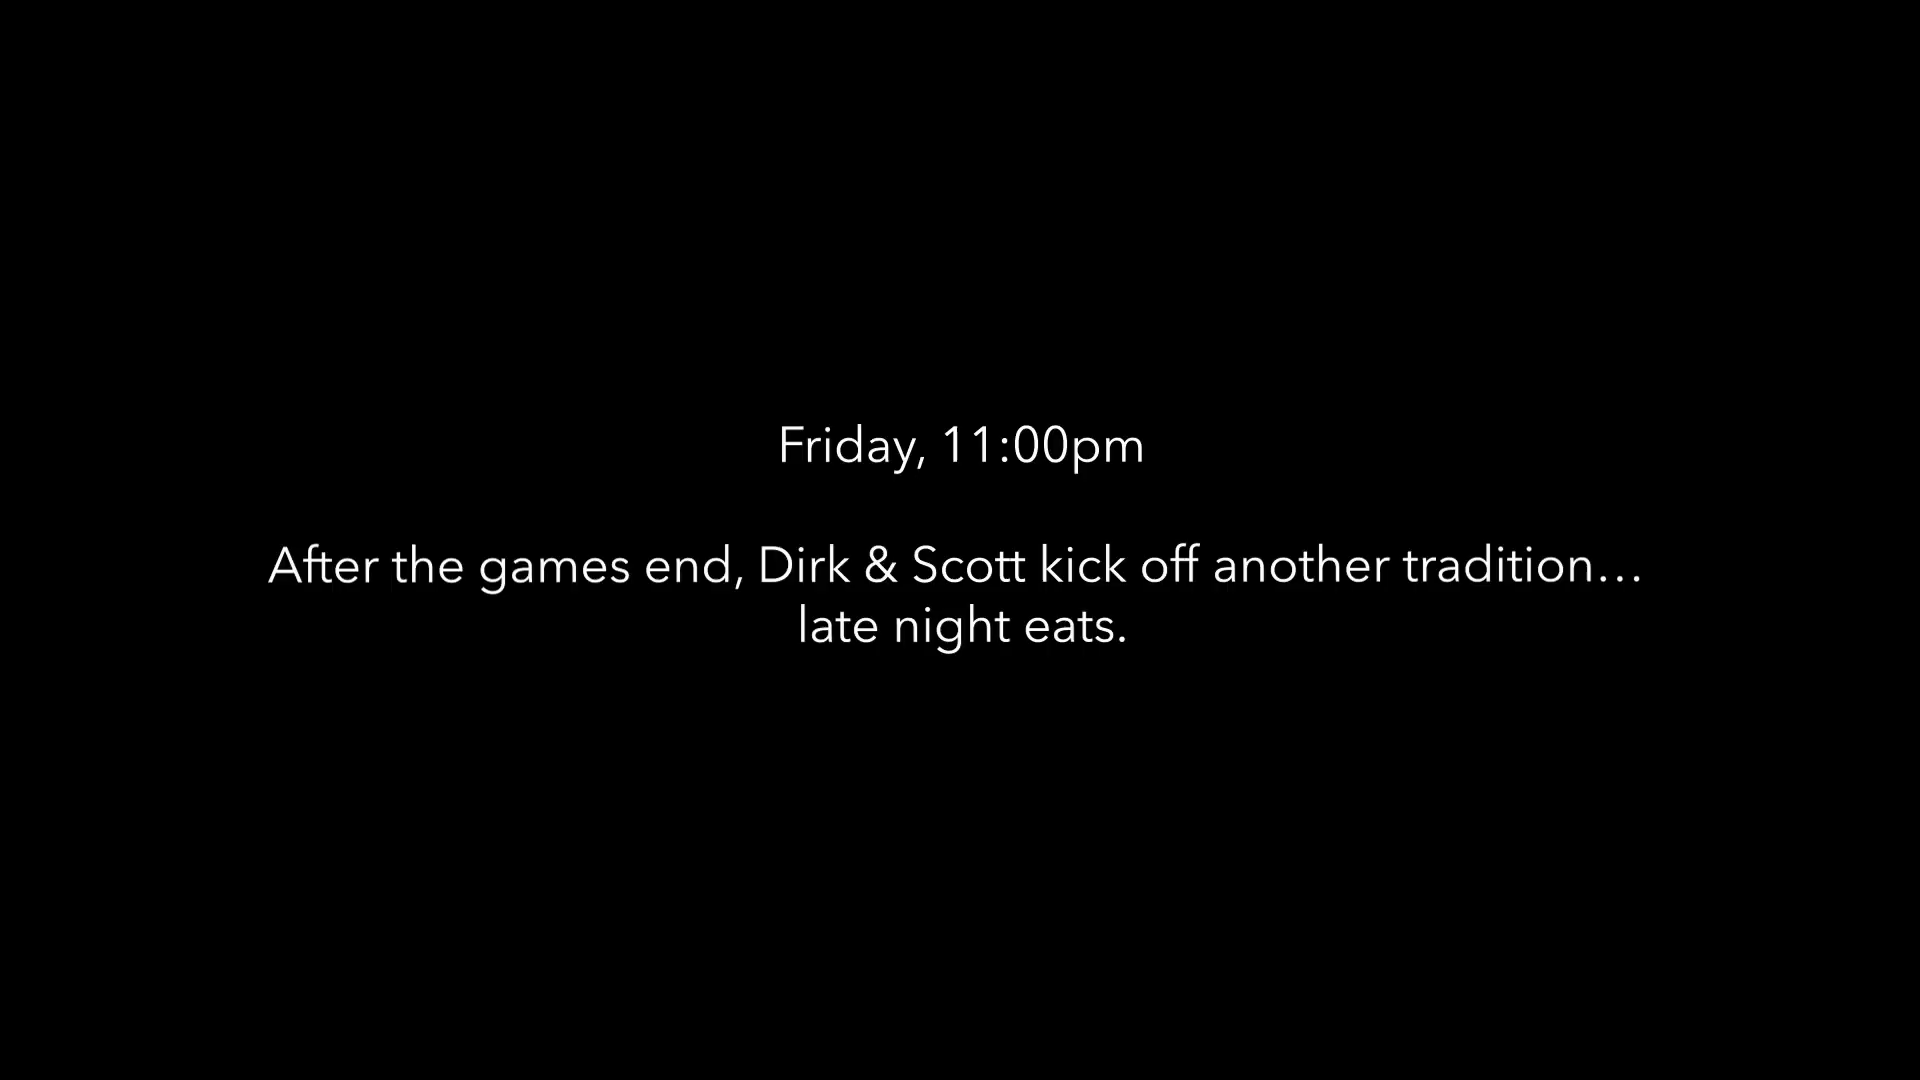 Friday, 11:00pm
After the games end, Dirk & Scott kick off another tradition…
late night eats.